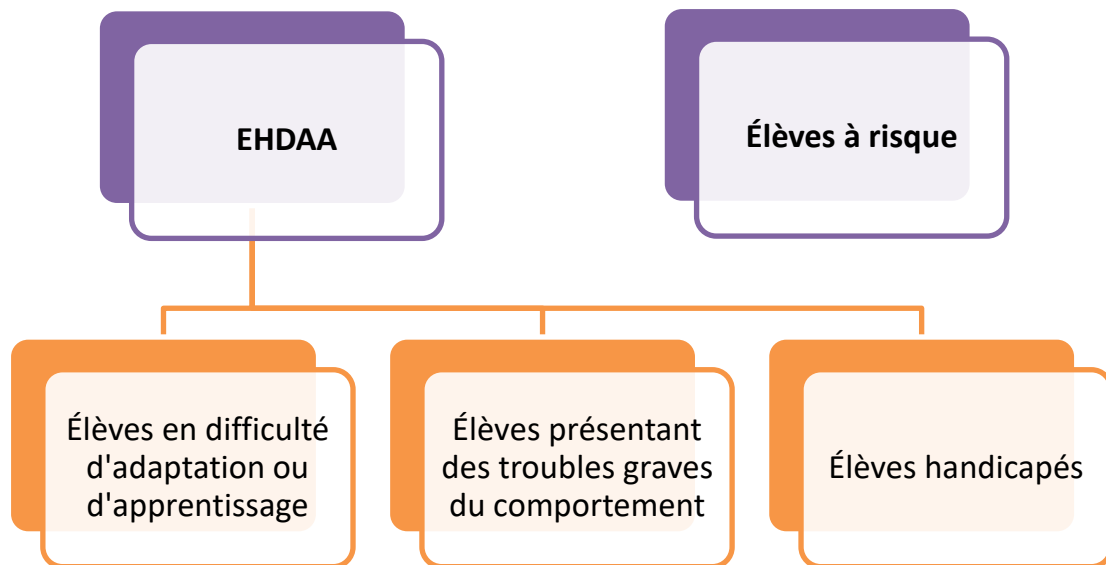 EHDAA
Élèves à risque
Élèves en difficulté
d'adaptation ou
d'apprentissage
Élèves présentant
des troubles graves
du comportement
Élèves handicapés